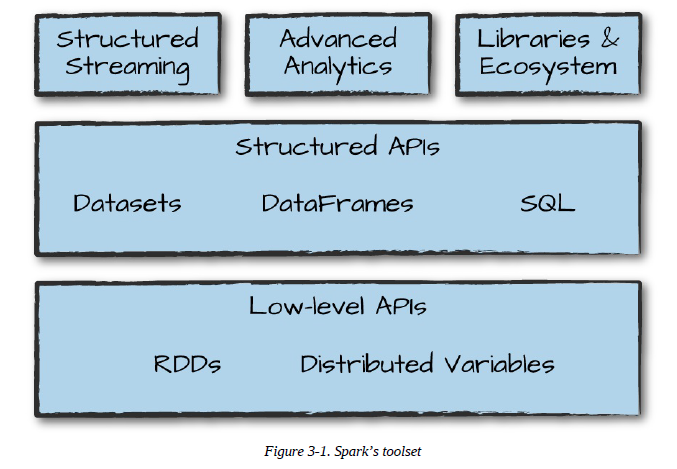 Structured
Streaming
Advanced
Analytics
Libraries &
Ecosystem
Structured APIs
Datasets DataFrames SQL
Low-level APIs
RDDs Distributed Variables
Figure 3-1. Spark’s toolset